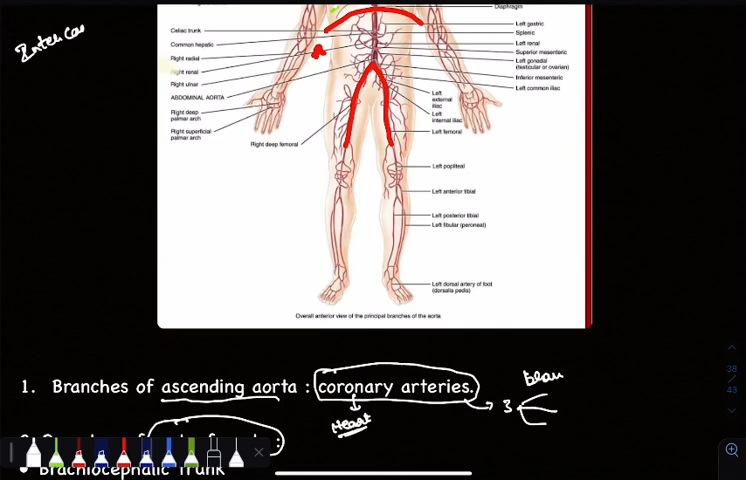 Diaphragm
Left gastric
Celiac trunk
Splenic
Common hepatic
Left renal
Right radial
Superior mesenteric
Right renal
Left gonadal
(testicular or ovarian)
Right ulnar
Inferior mesenteric
ABDOMINAL AORTA
Left common iliac
Left
external
iliac
Right deep
palmar arch
Left
internal iliac
Right superficial
palmar arch
Left femoral
Right deep femoral
Left popliteal
Left anterior tibial
Left posterior tibial
Left fibular (peroneal)
Left dorsal artery of foot
(dorsalis pedis)
Overall anterior view of the principal branches of the aorta
1. Branches of ascending aorta : coronary arteries.
Heart
3
38
/
43
• Brachiocephalic Trunk